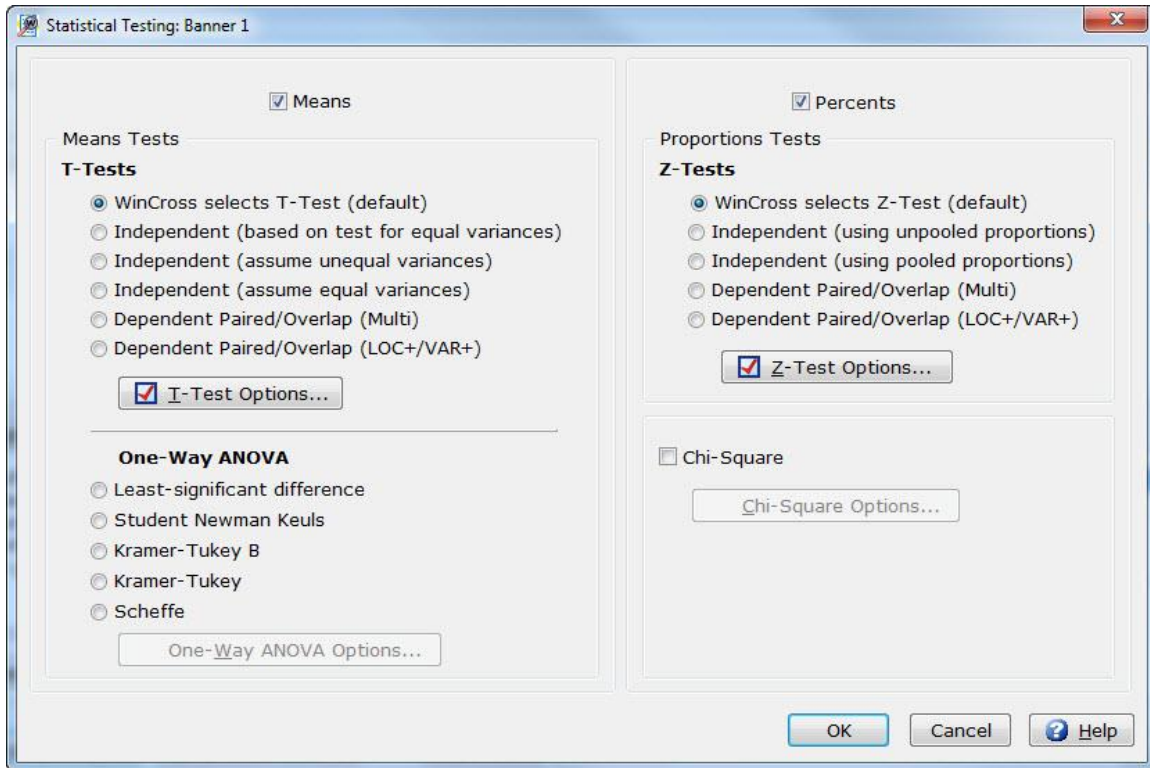 Statistical Testing: Banner 1
Means
Means Tests
T-Tests
WinCross selects T-Test (default)
Independent (based on test for equal variances)
Independent (assume unequal variances)
Independent (assume equal variances)
Dependent Paired/Overlap (Multi)
Dependent Paired/Overlap (LOC+/VAR+)
T-Test Options...
One-Way ANOVA
Least-significant difference
Student Newman Keuls
Kramer-Tukey B
Kramer-Tukey
Scheffe
One-Way ANOVA Options...
Percents
Proportions Tests
Z-Tests
WinCross selects Z-Test (default)
Independent (using unpooled proportions)
Independent (using pooled proportions)
Dependent Paired/Overlap (Multi)
Dependent Paired/Overlap (LOC+/VAR+)
Z-Test Options...
Chi-Square
Chi-Square Options...
OK
Cancel
Help